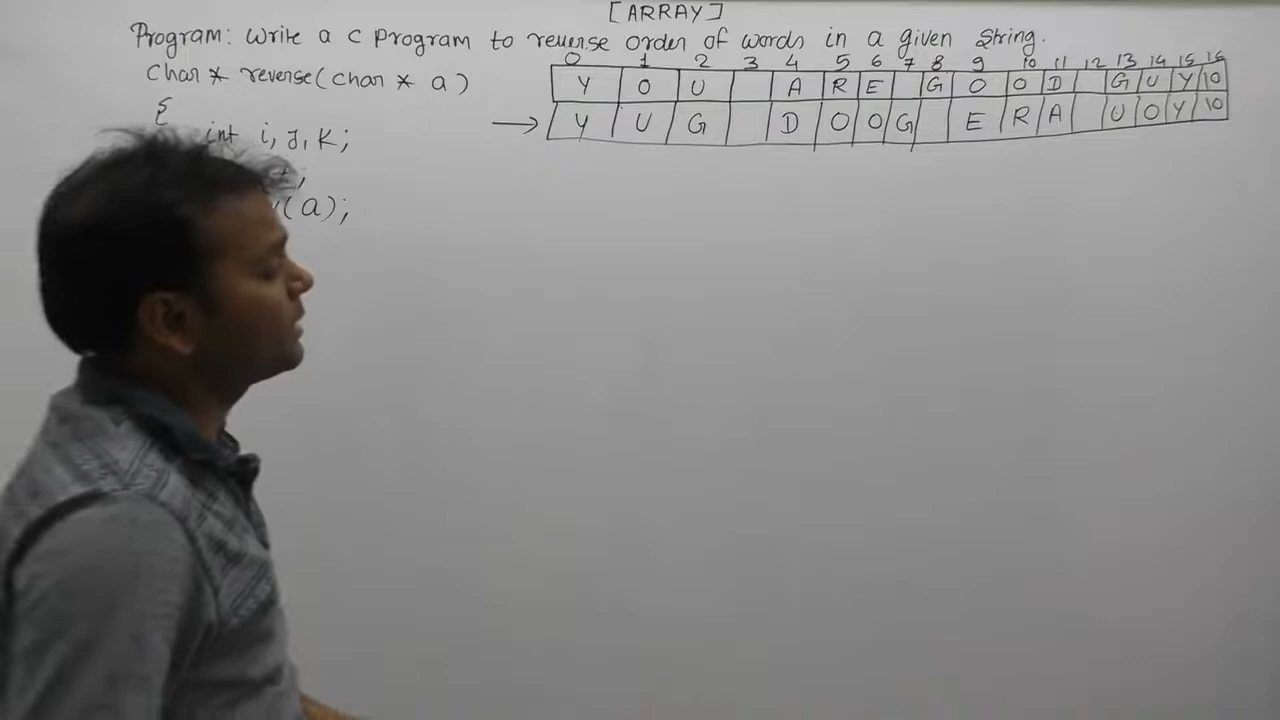 [ARRAY]
Program: Write a C program to reverse order of words in a given string.
Char* reverse(char * a)
{
int i, j, k;
t;
(a);
0 1 2 3 4 5 6 7 8 9 10 11 12 13 14 15 16
Y O U A R E G O O D G U Y \0
→ Y U G D O O G E R A U O Y \0